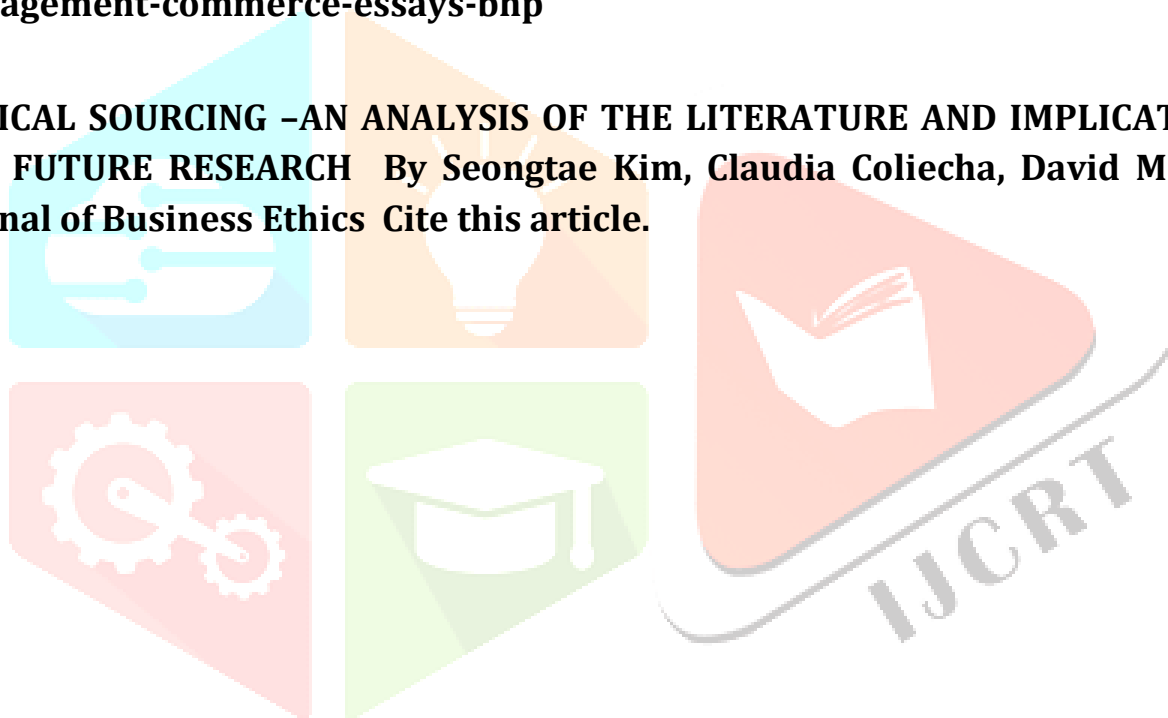 agement-commerce-essays-bhp
ICAL SOURCING –AN ANALYSIS OF THE LITERATURE AND IMPLICAT
FUTURE RESEARCH By Seongtae Kim, Claudia Coliecha, David M
nal of Business Ethics Cite this article.
IJCRT